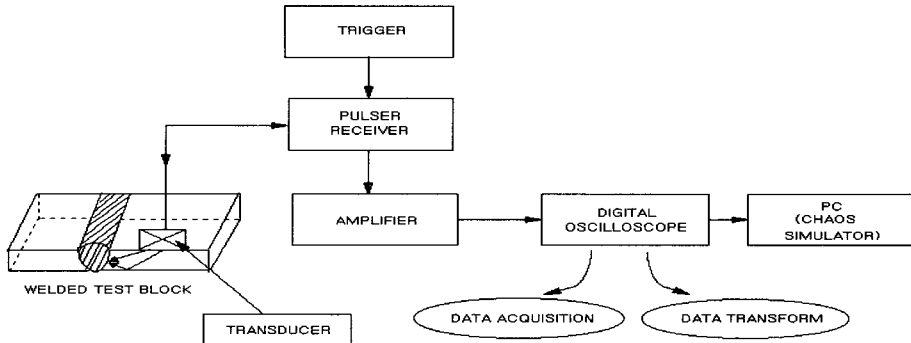 TRIGGER
PULSER
RECEIVER
AMPLIFIER
DIGITAL
OSCILLOSCOPE
PC
(CHAOS
SIMULATOR)
WELDED TEST BLOCK
TRANSDUCER
DATA ACQUISITION
DATA TRANSFORM